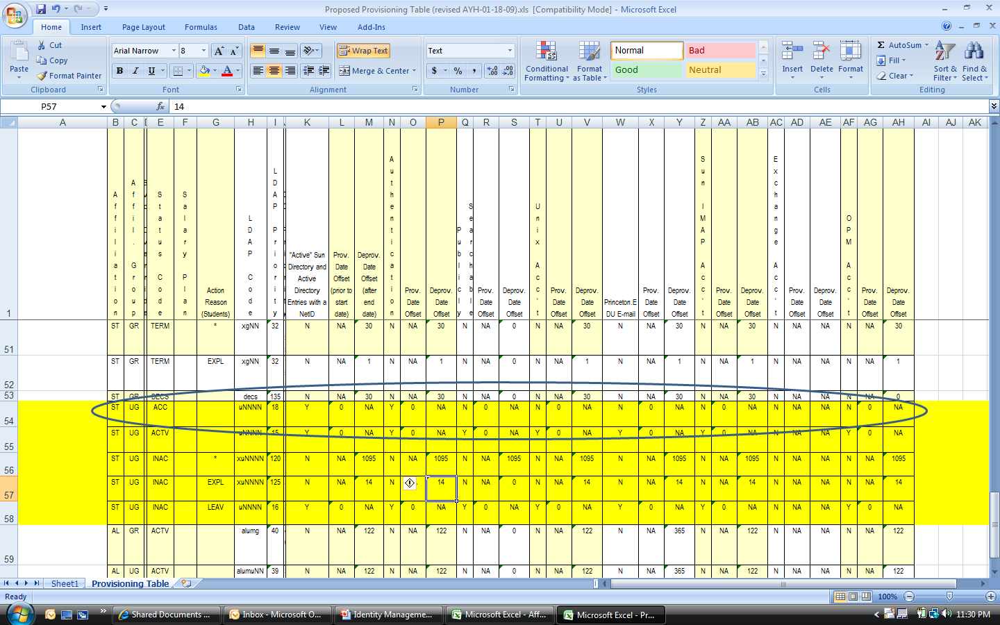 Proposed Provisioning Table (revised AYH-01-18-09).xls [Compatibility Mode] - Microsoft Excel
Home Insert Page Layout Formulas Data Review View Add-Ins
Paste Cut Copy Format Painter Clipboard
Arial Narrow 8 B I U Font
Wrap Text Merge & Center Alignment
Text $ % , Number
Conditional Formatting Format as Table Normal Bad Good Neutral Styles
Insert Delete Format Cells
AutoSum Fill Clear Sort & Filter Find & Select Editing
P57 fx 14
A B C D E F G H I J K L M N O P Q R S T U V W X Y Z AA AB AC AD AE AF AG AH AI AJ AK
1 Affiliation Affil. Group Status Code Salary Plan Action Reason (Students) LDAP Code LDAP Priority "Active" Sun Directory and Active Directory Entries with a NetID Prov. Date Offset (prior to start date) Deprov. Date Offset (after end date) Authentication Prov. Date Offset Deprov. Date Offset Publicly Searchable Prov. Date Offset Deprov. Date Offset Unix Acc't Prov. Date Offset Deprov. Date Offset Princeton.EDU E-mail Prov. Date Offset Deprov. Date Offset Sun IMAP Acc't Prov. Date Offset Deprov. Date Offset Exchange Acc't Prov. Date Offset Deprov. Date Offset OPM Acc't Prov. Date Offset Deprov. Date Offset
51 ST GR TERM * xgNN 32 N NA 30 N NA 30 N NA 0 N NA 30 N NA 30 N NA 30 N NA NA N NA 30
52 ST GR TERM EXPL xgNN 32 N NA 1 N NA 1 N NA 0 N NA 1 N NA 1 N NA 1 N NA NA N NA 1
53 ST GR DECS decs 135 N NA 30 N NA 30 N NA 0 N NA 30 N NA 30 N NA 30 N NA NA N NA 0
54 ST UG ACC uNNNN 18 Y 0 NA Y 0 NA N 0 NA N 0 NA N 0 NA N 0 NA N NA NA N 0 NA
55 ST UG ACTV uNNNN 15 Y 0 NA Y 0 NA Y 0 NA Y 0 NA Y 0 NA Y 0 NA N NA NA Y 0 NA
56 ST UG INAC * xuNNNN 120 N NA 1095 N NA 1095 N NA 1095 N NA 1095 N NA 1095 N NA 1095 N NA NA N NA 1095
57 ST UG INAC EXPL xuNNNN 125 N NA 14 N 14 N NA 0 N NA 14 N NA 14 N NA 14 N NA NA N NA 14
58 ST UG INAC LEAV uNNNN 16 Y 0 NA Y 0 NA Y 0 NA Y 0 NA Y 0 NA Y 0 NA N NA NA Y 0 NA
59 AL GR ACTV alumg 40 N NA 122 N NA 122 N NA 0 N NA 122 N NA 365 N NA 122 N NA NA N NA 122
AL UG ACTV alumuNN 39 N NA 122 N NA 122 N NA 0 N NA 122 N NA 365 N NA 122 N NA NA N NA 122
Sheet1 Provisioning Table
Ready 100%
Shared Documents ... Inbox - Microsoft O... Identity Manageme... Microsoft Excel - Aff... Microsoft Excel - Pr... 11:30 PM